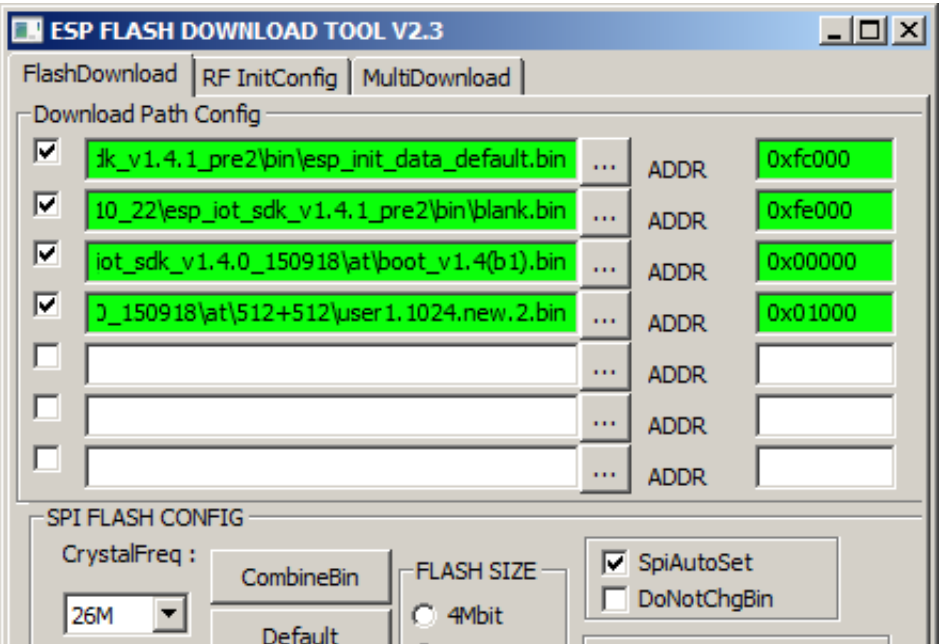 ESP FLASH DOWNLOAD TOOL V2.3
FlashDownload RF InitConfig MultiDownload
Download Path Config
dk_v1.4.1_pre2\bin\esp_init_data_default.bin ... ADDR 0xfc000
10_22\esp_iot_sdk_v1.4.1_pre2\bin\blank.bin ... ADDR 0xfe000
iot_sdk_v1.4.0_150918\at\boot_v1.4(b1).bin ... ADDR 0x00000
0_150918\at\512+512\user1.1024.new.2.bin ... ADDR 0x01000
... ADDR
... ADDR
... ADDR
SPI FLASH CONFIG
CrystalFreq : CombineBin FLASH SIZE SpiAutoSet
26M Default 4Mbit DoNotChgBin